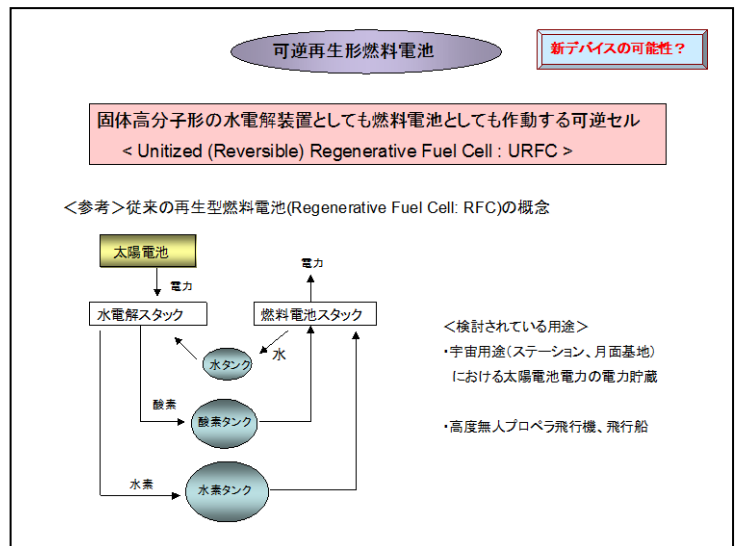 可逆再生形燃料電池
新デバイスの可能性？
固体高分子形の水電解装置としても燃料電池としても作動する可逆セル
< Unitized (Reversible) Regenerative Fuel Cell : URFC >
＜参考＞従来の再生型燃料電池(Regenerative Fuel Cell: RFC)の概念
太陽電池
電力
電力
水電解スタック
燃料電池スタック
水タンク
水
酸素
酸素タンク
水素
水素タンク
＜検討されている用途＞
・宇宙用途（ステーション、月面基地）
における太陽電池電力の電力貯蔵
・高度無人プロペラ飛行機、飛行船